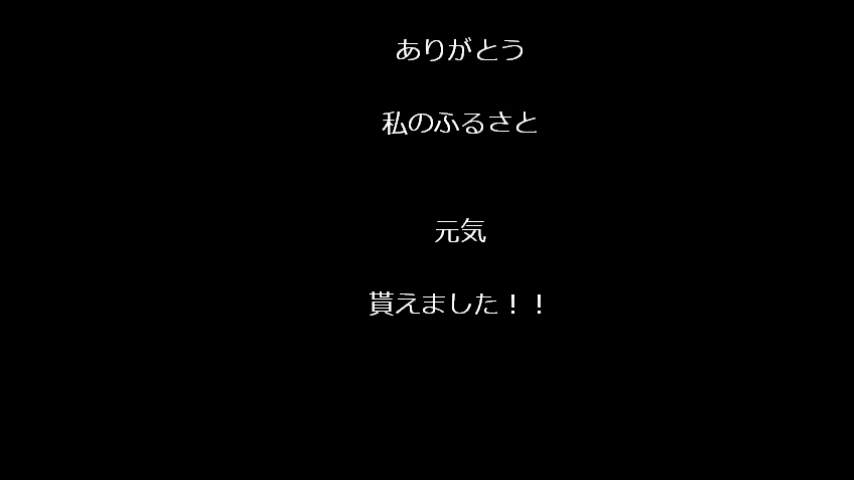 ありがとう
私のふるさと
元気
貰えました！！